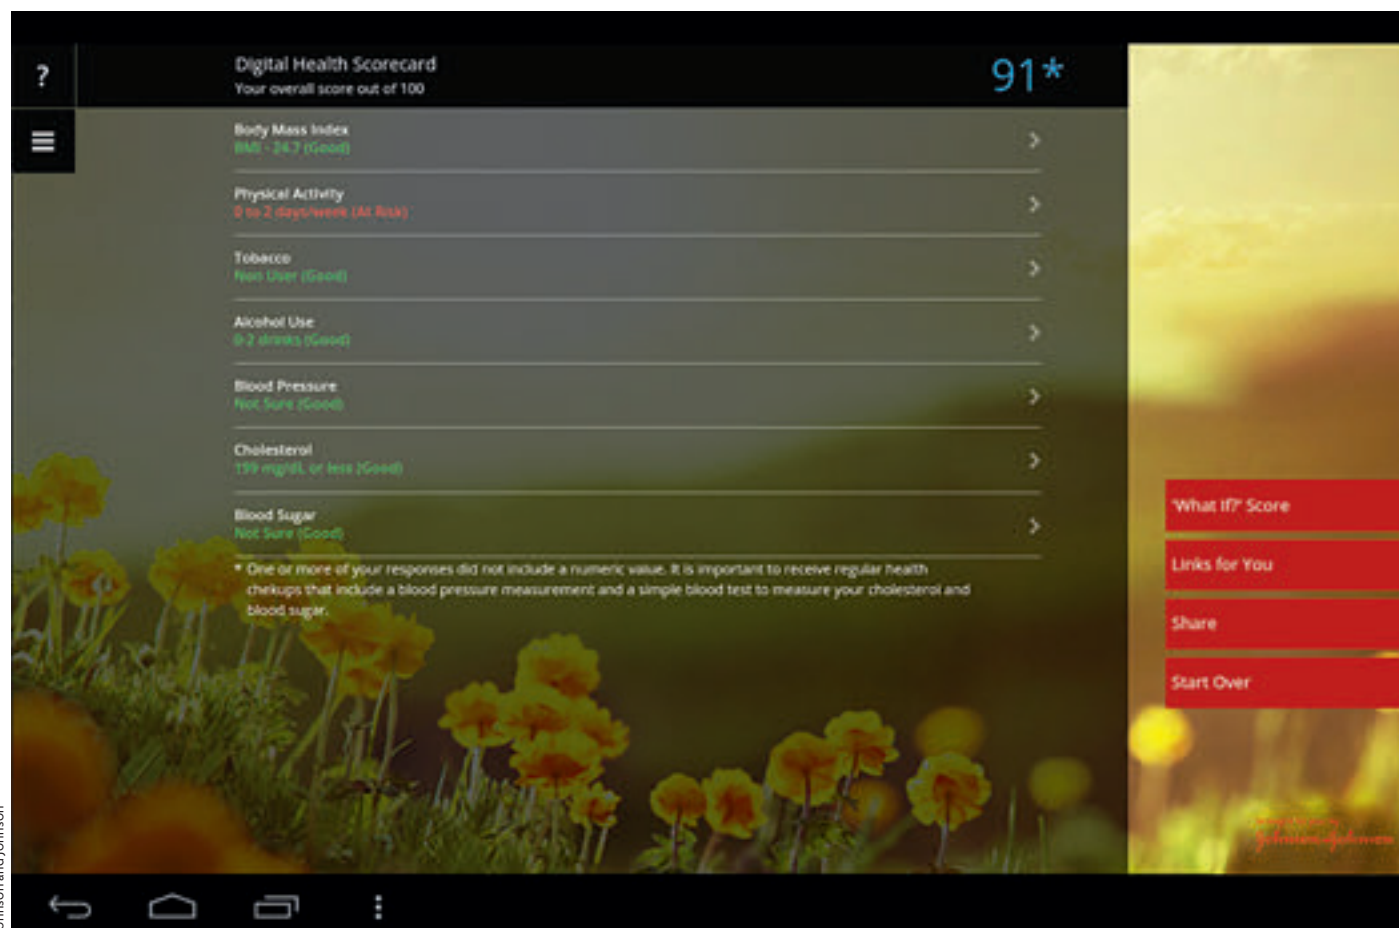 ?
Digital Health Scorecard
Your overall score out of 100
91*
Body Mass Index
BMI - 24.7 (Good)
Physical Activity
0 to 2 days/week (At Risk)
Tobacco
Non User (Good)
Alcohol Use
0-2 drinks (Good)
Blood Pressure
Not Sure (Good)
Cholesterol
199 mg/dL or less (Good)
Blood Sugar
Not Sure (Good)
* One or more of your responses did not include a numeric value. It is important to receive regular health
chekups that include a blood pressure measurement and a simple blood test to measure your cholesterol and
blood sugar.
'What If?' Score
Links for You
Share
Start Over
Johnson&Johnson